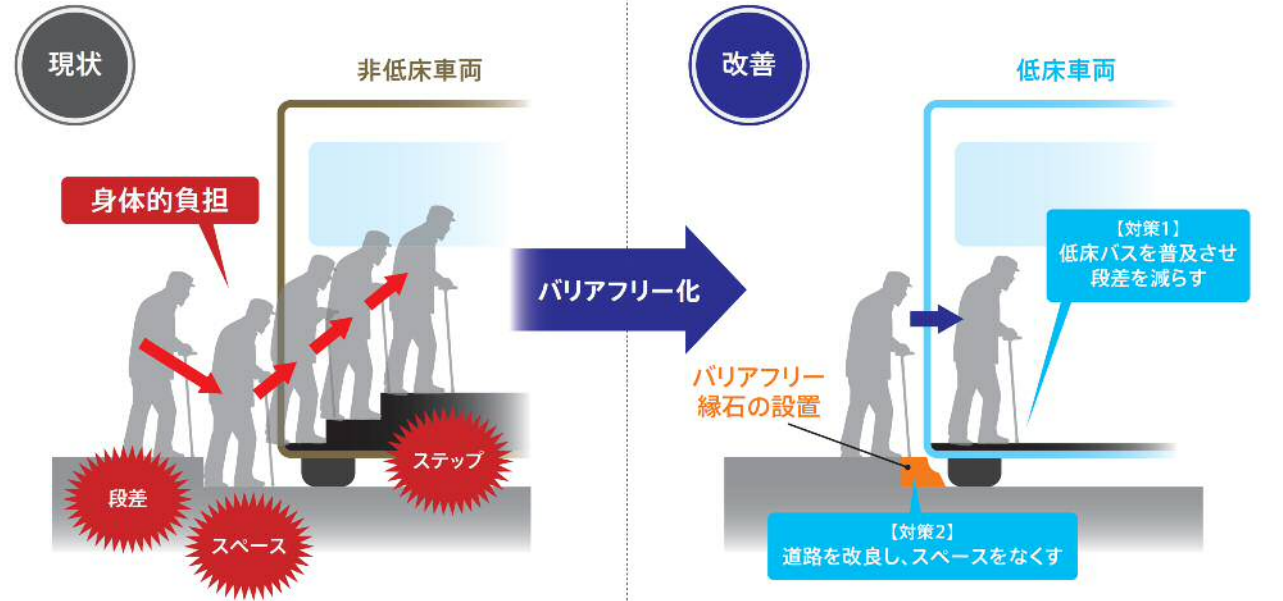 現状
非低床車両
身体的負担
段差
スペース
ステップ
バリアフリー化
改善
低床車両
【対策1】
低床バスを普及させ
段差を減らす
バリアフリー
縁石の設置
【対策2】
道路を改良し、スペースをなくす